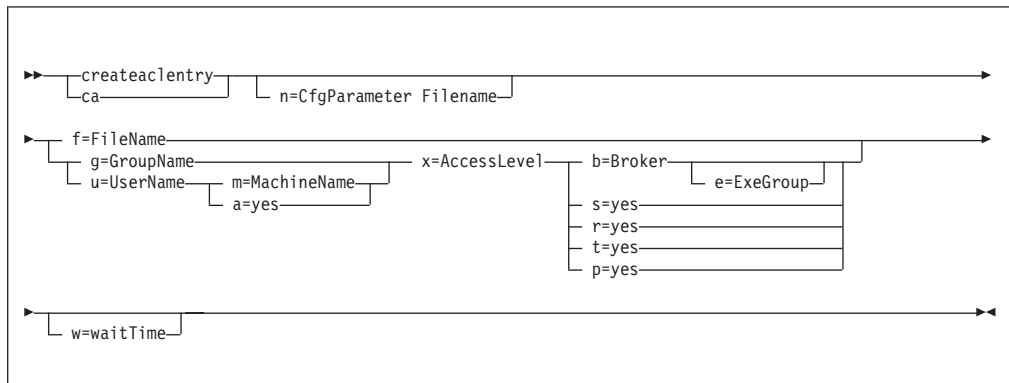 createaclentry
ca
n=CfgParameter Filename
f=FileName
g=GroupName x=AccessLevel b=Broker
u=UserName m=MachineName e=ExeGroup
a=yes s=yes
r=yes
t=yes
p=yes
w=waitTime